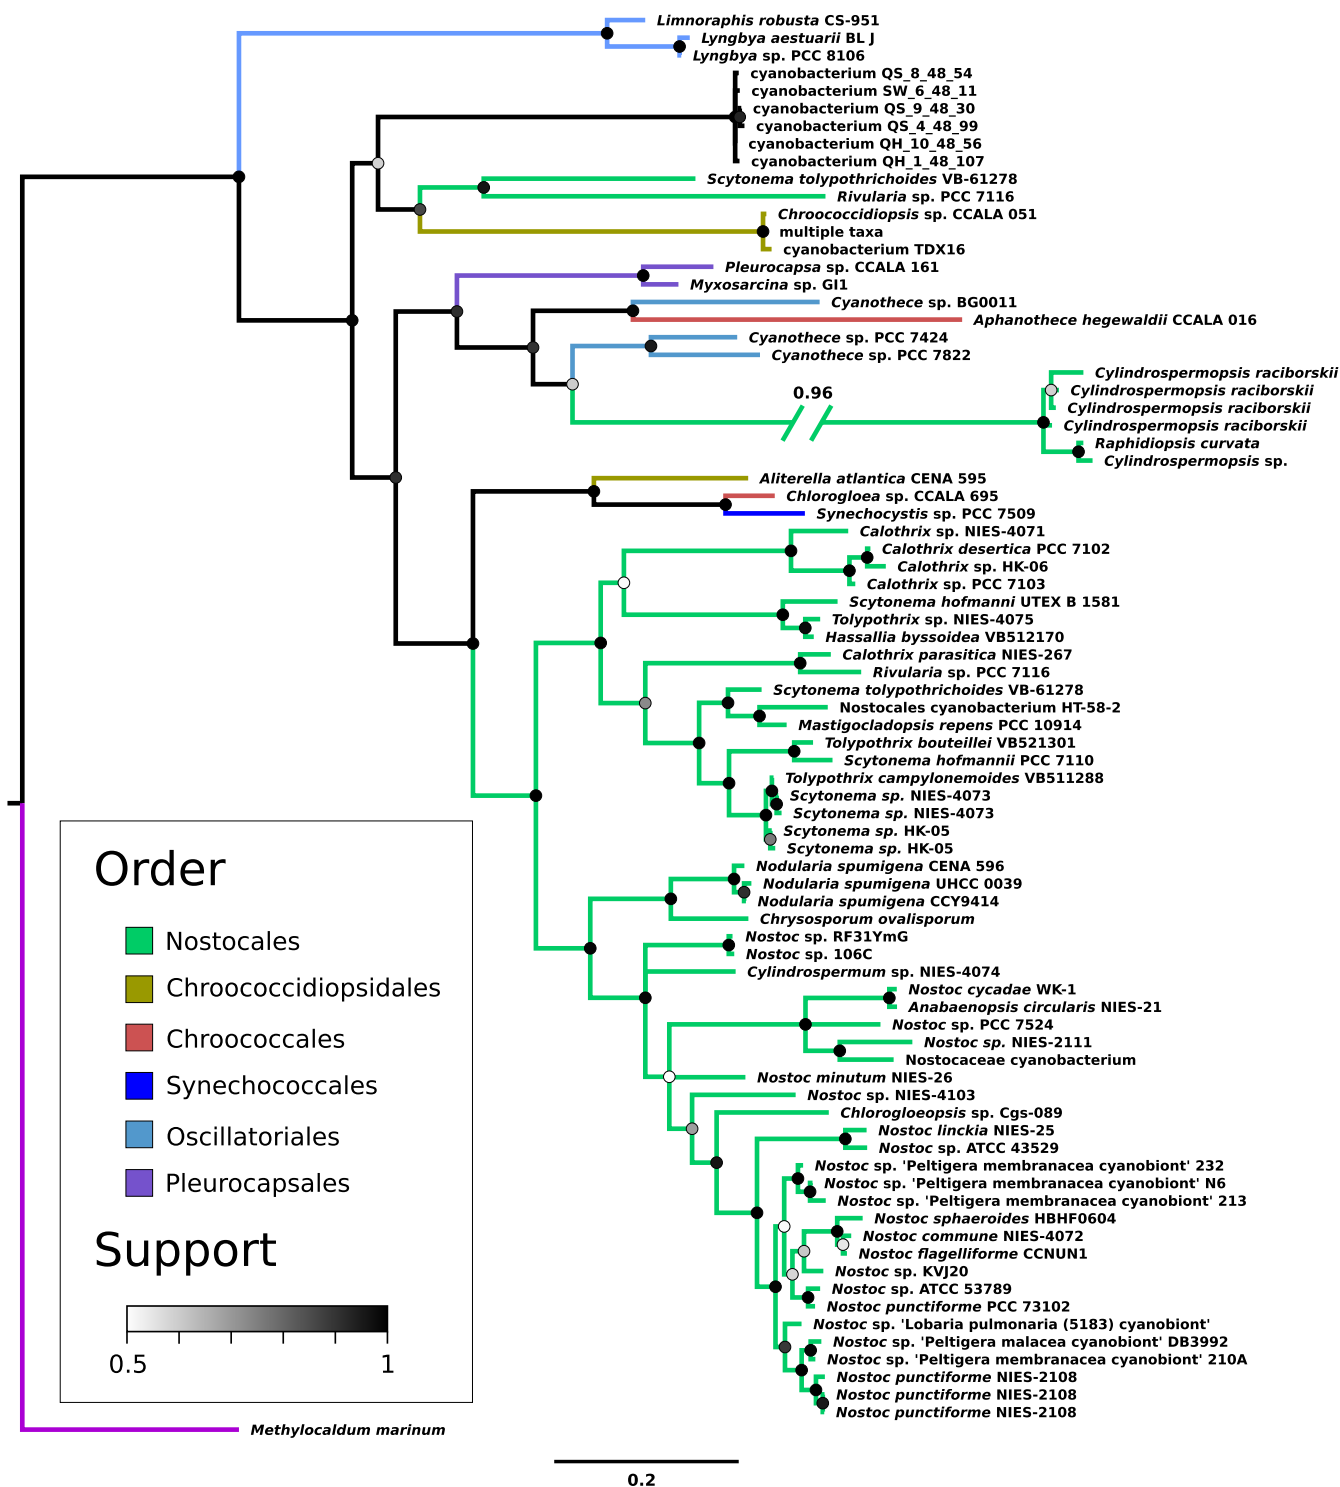 Limnoraphis robusta CS-951
Lyngbya aestuarii BL J
Lyngbya sp. PCC 8106
cyanobacterium QS_8_48_54
cyanobacterium SW_6_48_11
cyanobacterium QS_9_48_30
cyanobacterium QS_4_48_99
cyanobacterium QH_10_48_56
cyanobacterium QH_1_48_107
Scytonema tolypothrichoides VB-61278
Rivularia sp. PCC 7116
Chroococcidiopsis sp. CCALA 051
multiple taxa
cyanobacterium TDX16
Pleurocapsa sp. CCALA 161
Myxosarcina sp. GI1
Cyanothece sp. BG0011
Aphanothece hegewaldii CCALA 016
Cyanothece sp. PCC 7424
Cyanothece sp. PCC 7822
Cylindrospermopsis raciborskii
0.96
Cylindrospermopsis raciborskii
Cylindrospermopsis raciborskii
Cylindrospermopsis raciborskii
Raphidiopsis curvata
Cylindrospermopsis sp.
Aliterella atlantica CENA 595
Chlorogloea sp. CCALA 695
Synechocystis sp. PCC 7509
Calothrix sp. NIES-4071
Calothrix desertica PCC 7102
Calothrix sp. HK-06
Calothrix sp. PCC 7103
Scytonema hofmanni UTEX B 1581
Tolypothrix sp. NIES-4075
Hassallia byssoidea VB512170
Calothrix parasitica NIES-267
Rivularia sp. PCC 7116
Scytonema tolypothrichoides VB-61278
Nostocales cyanobacterium HT-58-2
Mastigocladopsis repens PCC 10914
Tolypothrix bouteillei VB521301
Scytonema hofmannii PCC 7110
Tolypothrix campylonemoides VB511288
Scytonema sp. NIES-4073
Scytonema sp. NIES-4073
Scytonema sp. HK-05
Scytonema sp. HK-05
Nodularia spumigena CENA 596
Nodularia spumigena UHCC 0039
Nodularia spumigena CCY9414
Chrysosporum ovalisporum
Nostoc sp. RF31YmG
Nostoc sp. 106C
Cylindrospermum sp. NIES-4074
Nostoc cycadae WK-1
Anabaenopsis circularis NIES-21
Nostoc sp. PCC 7524
Nostoc sp. NIES-2111
Nostocaceae cyanobacterium
Nostoc minutum NIES-26
Nostoc sp. NIES-4103
Chlorogloeopsis sp. Cgs-089
Nostoc linckia NIES-25
Nostoc sp. ATCC 43529
Nostoc sp. 'Peltigera membranacea cyanobiont' 232
Nostoc sp. 'Peltigera membranacea cyanobiont' N6
Nostoc sp. 'Peltigera membranacea cyanobiont' 213
Nostoc sphaeroides HBHF0604
Nostoc commune NIES-4072
Nostoc flagelliforme CCNUN1
Nostoc sp. KVJ20
Nostoc sp. ATCC 53789
Nostoc punctiforme PCC 73102
Nostoc sp. 'Lobaria pulmonaria (5183) cyanobiont'
Nostoc sp. 'Peltigera malacea cyanobiont' DB3992
Nostoc sp. 'Peltigera membranacea cyanobiont' 210A
Nostoc punctiforme NIES-2108
Nostoc punctiforme NIES-2108
Nostoc punctiforme NIES-2108
Methylocaldum marinum
Order
Nostocales
Chroococcidiopsidales
Chroococcales
Synechococcales
Oscillatoriales
Pleurocapsales
Support
0.5 1
0.2